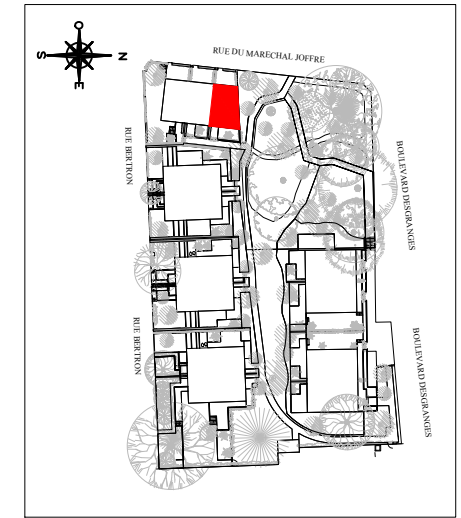 O
S
N
E
RUE DU MARECHAL JOFFRE
RUE BERTRON
BOULEVARD DESGRANGES
RUE BERTRON
BOULEVARD DESGRANGES